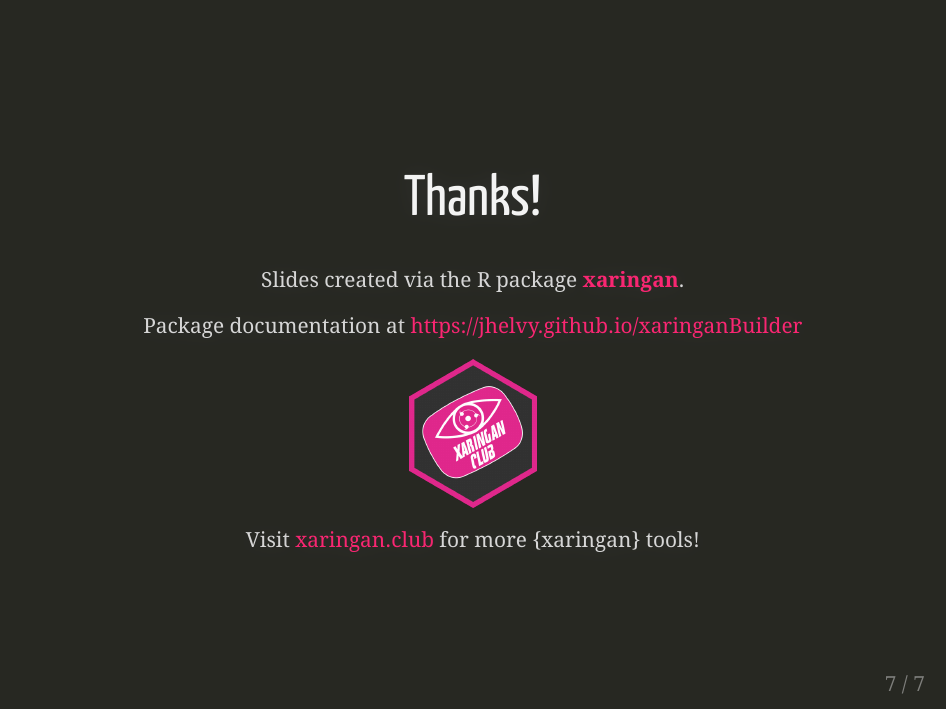 Thanks!
Slides created via the R package xaringan.
Package documentation at https://jhelvy.github.io/xaringanBuilder
XARINGAN
CLUB
Visit xaringan.club for more {xaringan} tools!
7 / 7